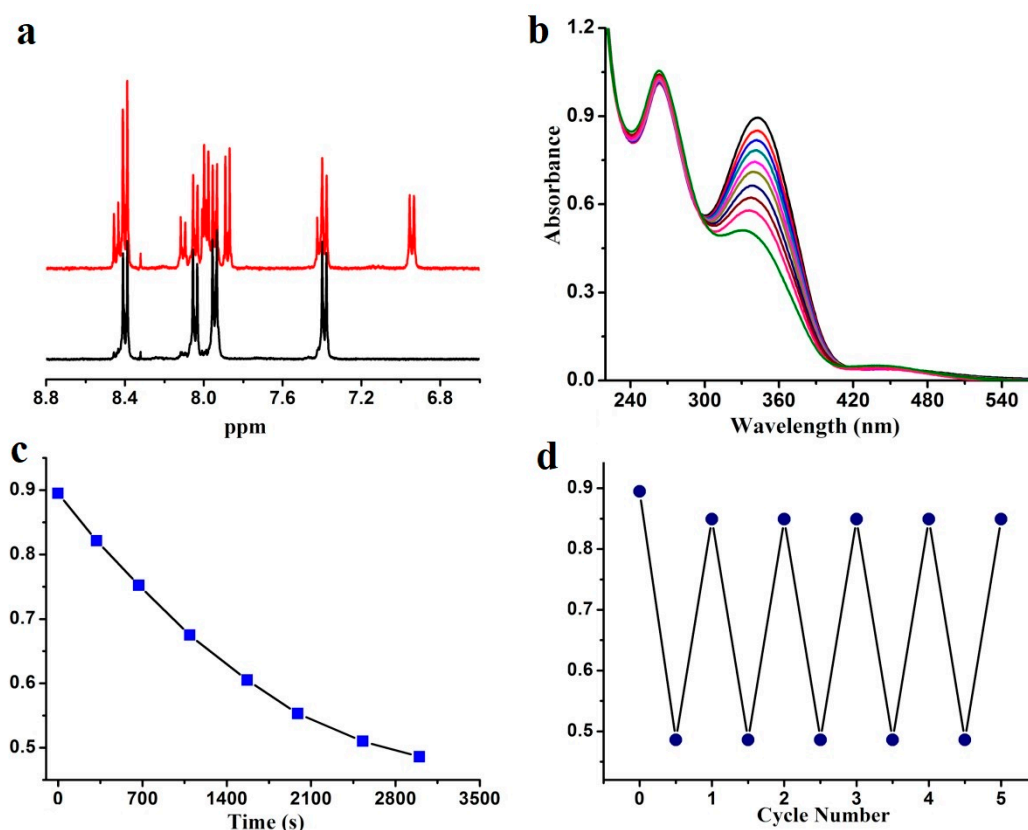 a
8.8 8.4 8.0 7.6 7.2 6.8
ppm
b
1.2
0.9
0.6
0.3
0.0
Absorbance
240 300 360 420 480 540
Wavelength (nm)
c
0.9
0.8
0.7
0.6
0.5
0 700 1400 2100 2800 3500
Time (s)
d
0.9
0.8
0.7
0.6
0.5
0 1 2 3 4 5
Cycle Number